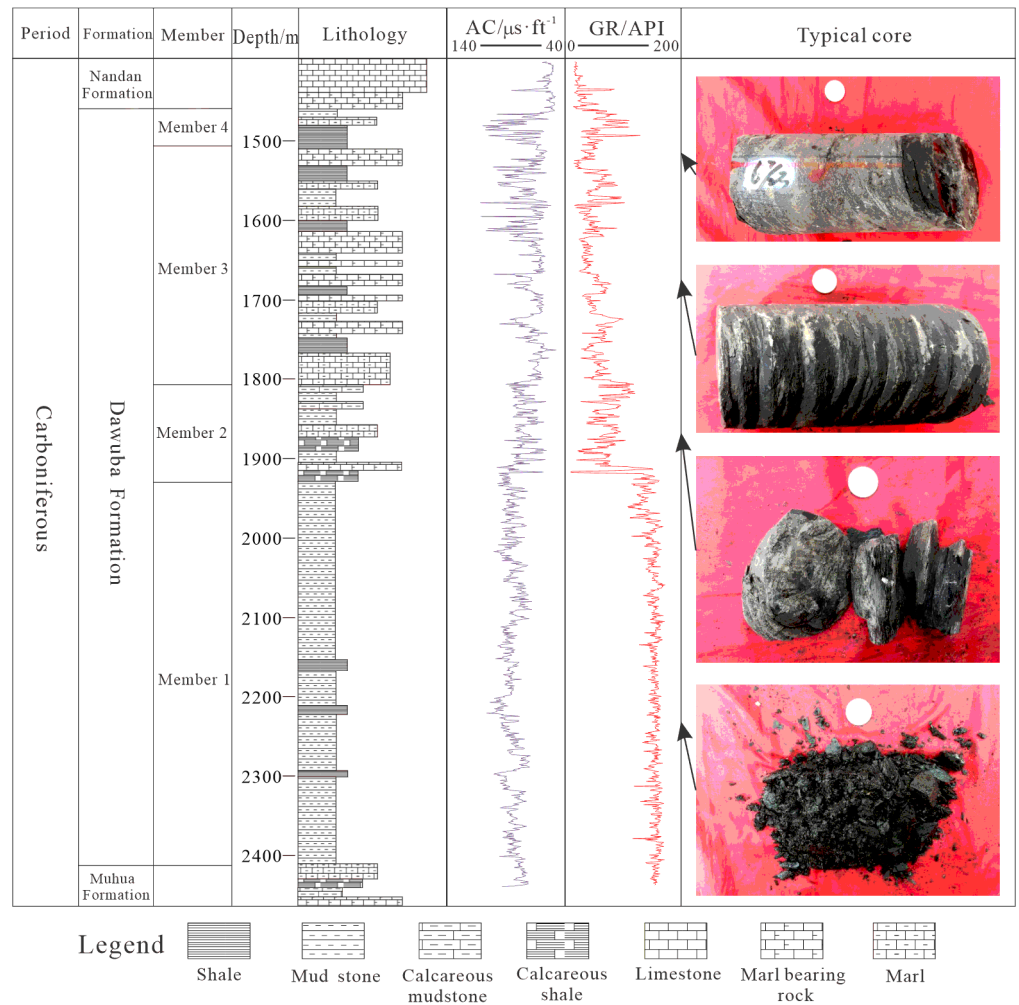 Period
Formation
Member
Depth/m
Lithology
AC/μs·ft⁻¹
140 40
GR/API
0 200
Typical core
Carboniferous
Nandan
Formation
Dawuba Formation
Muhua
Formation
Member 4
Member 3
Member 2
Member 1
1500
1600
1700
1800
1900
2000
2100
2200
2300
2400
Legend
Shale
Mud stone
Calcareous
mudstone
Calcareous
shale
Limestone
Marl bearing
rock
Marl